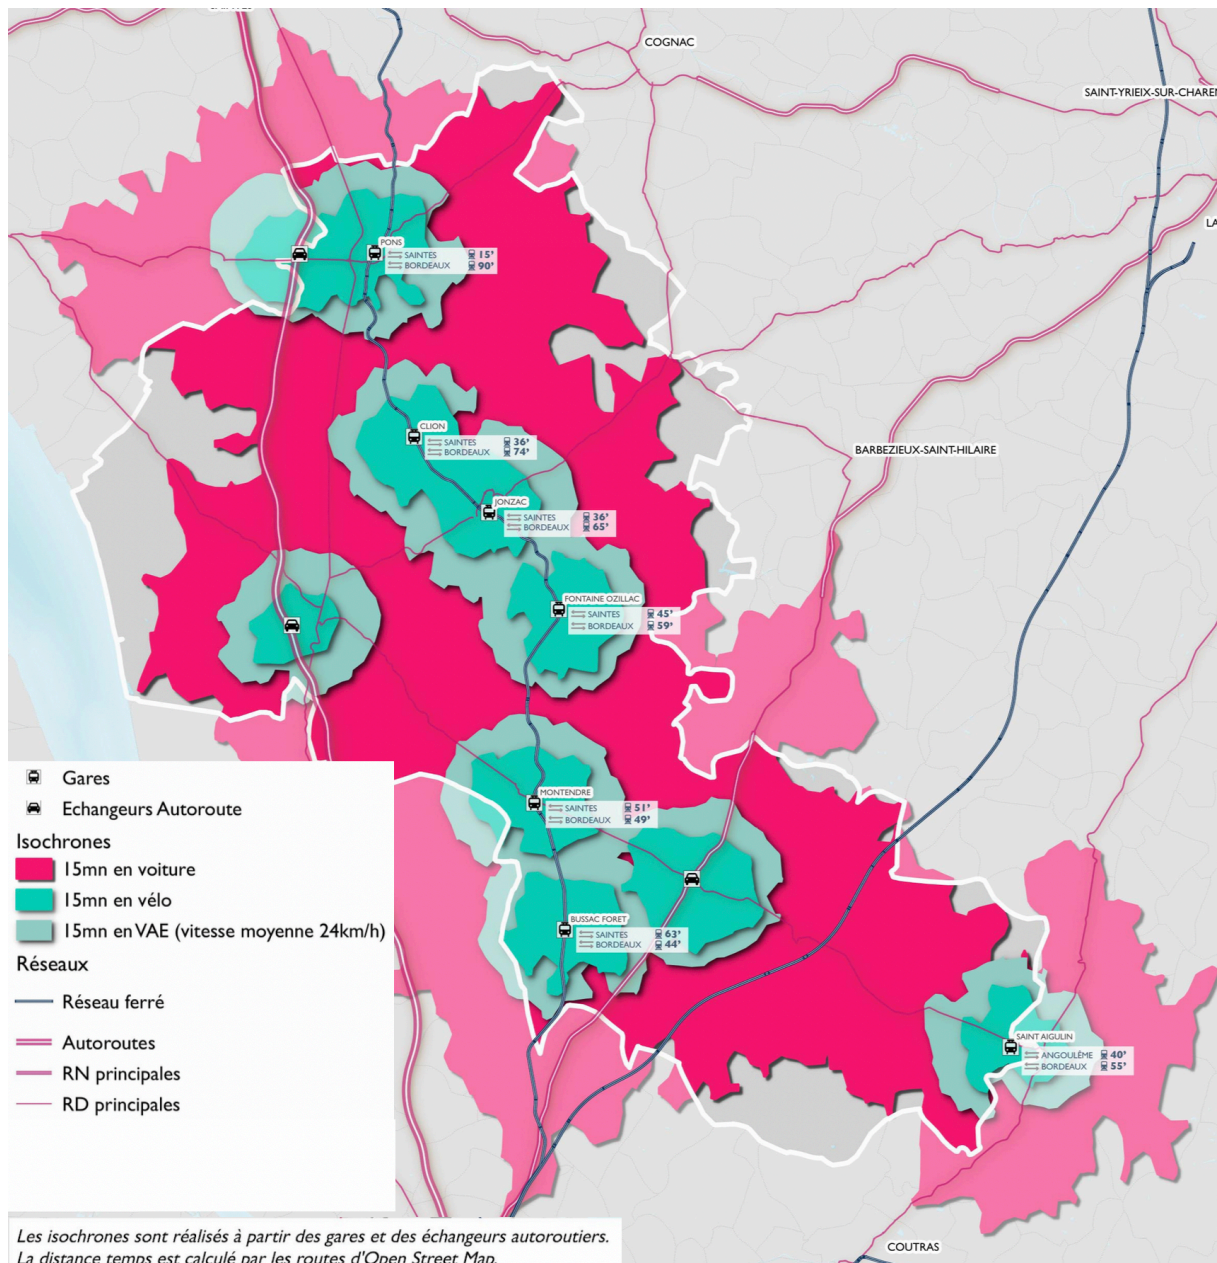 COGNAC
SAINT-YRIEIX-SUR-CHAREN
LA
PONS
SAINTES 15'
BORDEAUX 90'
CLION
SAINTES 36'
BORDEAUX 74'
BARBEZIEUX-SAINT-HILAIRE
JONZAC
SAINTES 36'
BORDEAUX 65'
FONTAINE OZILLAC
SAINTES 45'
BORDEAUX 59'
MONTENDRE
SAINTES 51'
BORDEAUX 49'
BUSSAC FORET
SAINTES 63'
BORDEAUX 44'
SAINT AIGULIN
ANGOULÊME 40'
BORDEAUX 55'
COUTRAS
Gares
Echangeurs Autoroute
Isochrones
15mn en voiture
15mn en vélo
15mn en VAE (vitesse moyenne 24km/h)
Réseaux
Réseau ferré
Autoroutes
RN principales
RD principales
Les isochrones sont réalisés à partir des gares et des échangeurs autoroutiers.
La distance temps est calculé par les routes d'Open Street Map.